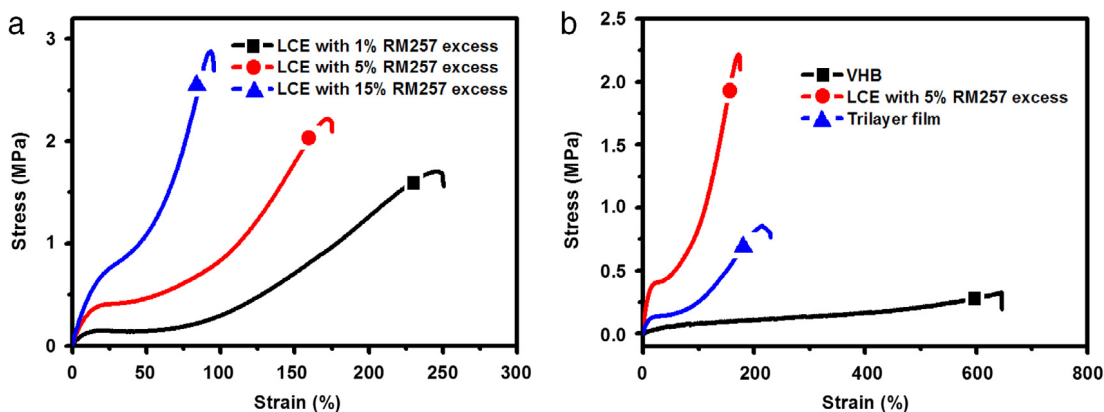 a
3
2
1
0
Stress (MPa)
0 50 100 150 200 250 300
Strain (%)
LCE with 1% RM257 excess
LCE with 5% RM257 excess
LCE with 15% RM257 excess
b
2.5
2.0
1.5
1.0
0.5
0.0
Stress (MPa)
0 200 400 600 800
Strain (%)
VHB
LCE with 5% RM257 excess
Trilayer film